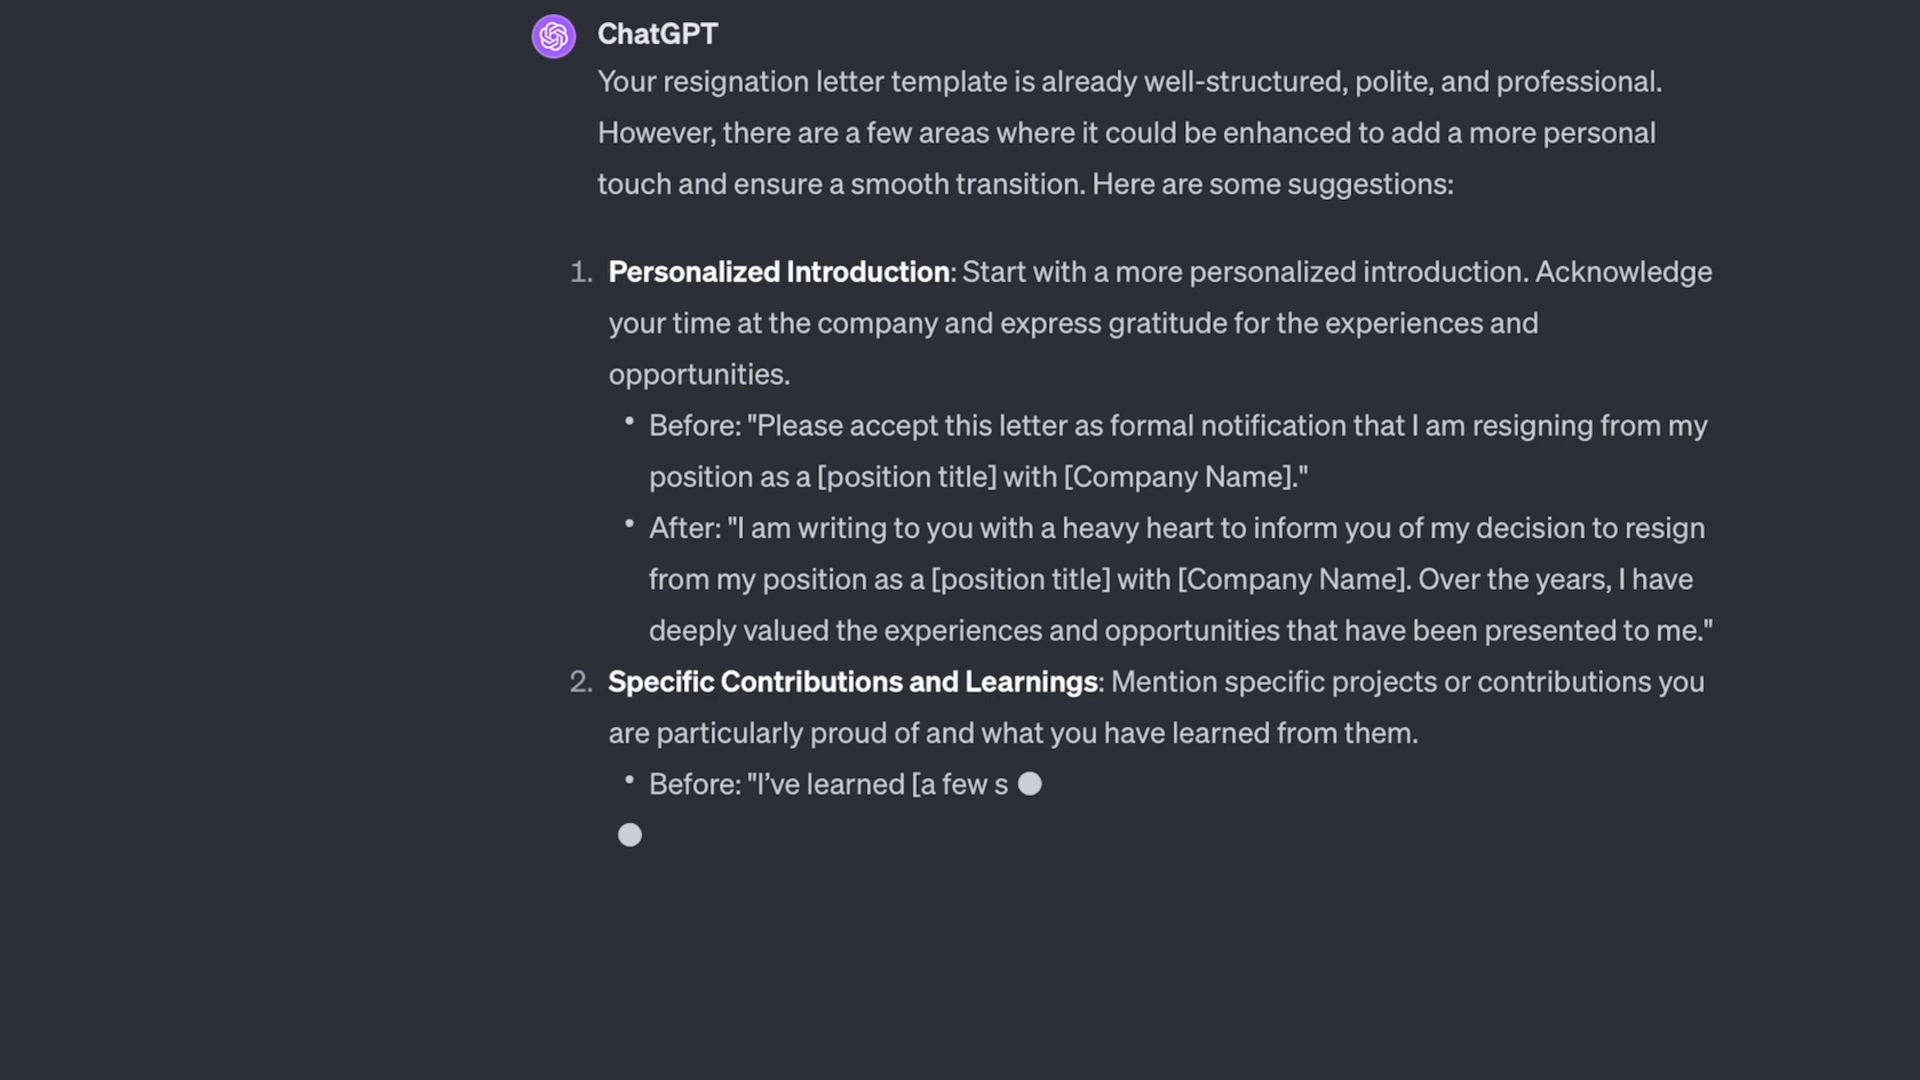 ChatGPT
Your resignation letter template is already well-structured, polite, and professional.
However, there are a few areas where it could be enhanced to add a more personal
touch and ensure a smooth transition. Here are some suggestions:
1. Personalized Introduction: Start with a more personalized introduction. Acknowledge
your time at the company and express gratitude for the experiences and
opportunities.
• Before: "Please accept this letter as formal notification that I am resigning from my
position as a [position title] with [Company Name]."
• After: "I am writing to you with a heavy heart to inform you of my decision to resign
from my position as a [position title] with [Company Name]. Over the years, I have
deeply valued the experiences and opportunities that have been presented to me."
2. Specific Contributions and Learnings: Mention specific projects or contributions you
are particularly proud of and what you have learned from them.
• Before: "I’ve learned [a few s